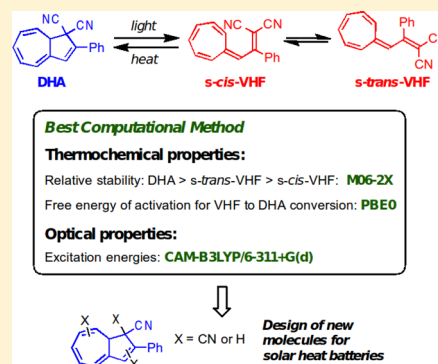 CN
CN
Ph
light
heat
DHA
NC
CN
Ph
s-cis-VHF
Ph
C
CN
s-trans-VHF
Best Computational Method
Thermochemical properties:
Relative stability: DHA > s-trans-VHF > s-cis-VHF: M06-2X
Free energy of activation for VHF to DHA conversion: PBE0
Optical properties:
Excitation energies: CAM-B3LYP/6-311+G(d)
X
X
CN
Ph
X
X = CN or H
Design of new
molecules for
solar heat batteries